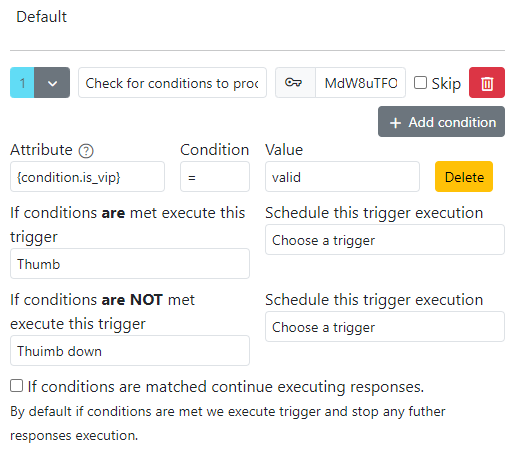 Default
1 Check for conditions to proc MdW8uTFO Skip
+ Add condition
Attribute ? Condition Value
{condition.is_vip} = valid Delete
If conditions are met execute this
trigger
Thumb
Schedule this trigger execution
Choose a trigger
If conditions are NOT met
execute this trigger
Thuimb down
Schedule this trigger execution
Choose a trigger
If conditions are matched continue executing responses.
By default if conditions are met we execute trigger and stop any futher
responses execution.